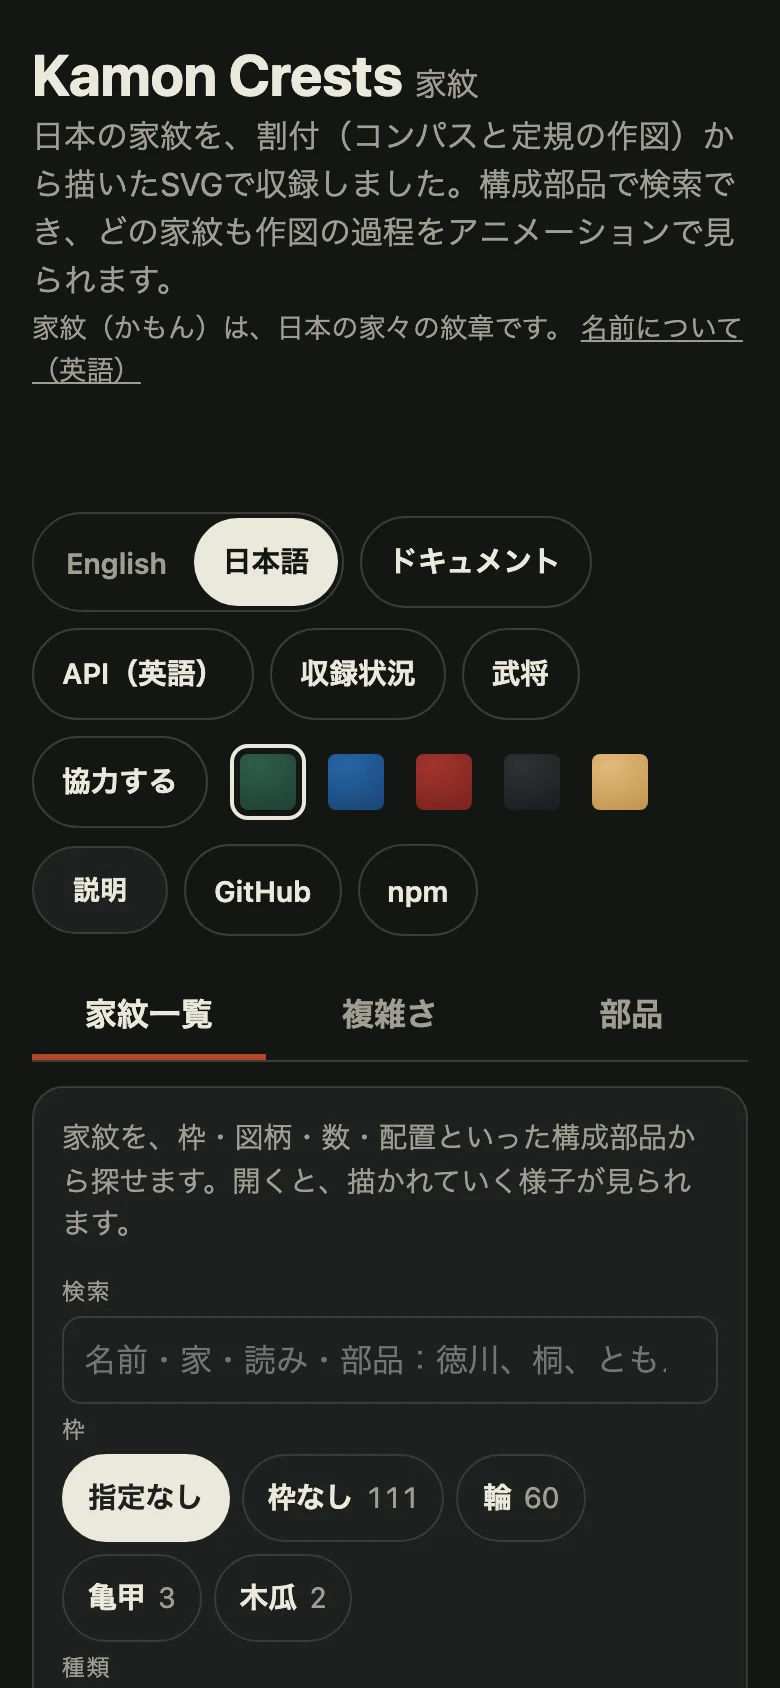 Kamon Crests 家紋
日本の家紋を、割付（コンパスと定規の作図）か
ら描いたSVGで収録しました。構成部品で検索で
き、どの家紋も作図の過程をアニメーションで見
られます。
家紋（かもん）は、日本の家々の紋章です。 名前について
（英語）
English 日本語 ドキュメント
API（英語） 収録状況 武将
協力する
説明 GitHub npm
家紋一覧 複雑さ 部品
家紋を、枠・図柄・数・配置といった構成部品か
ら探せます。開くと、描かれていく様子が見られ
ます。
検索
名前・家・読み・部品：徳川、桐、とも
枠
指定なし 枠なし 111 輪 60
亀甲 3 木瓜 2
種類